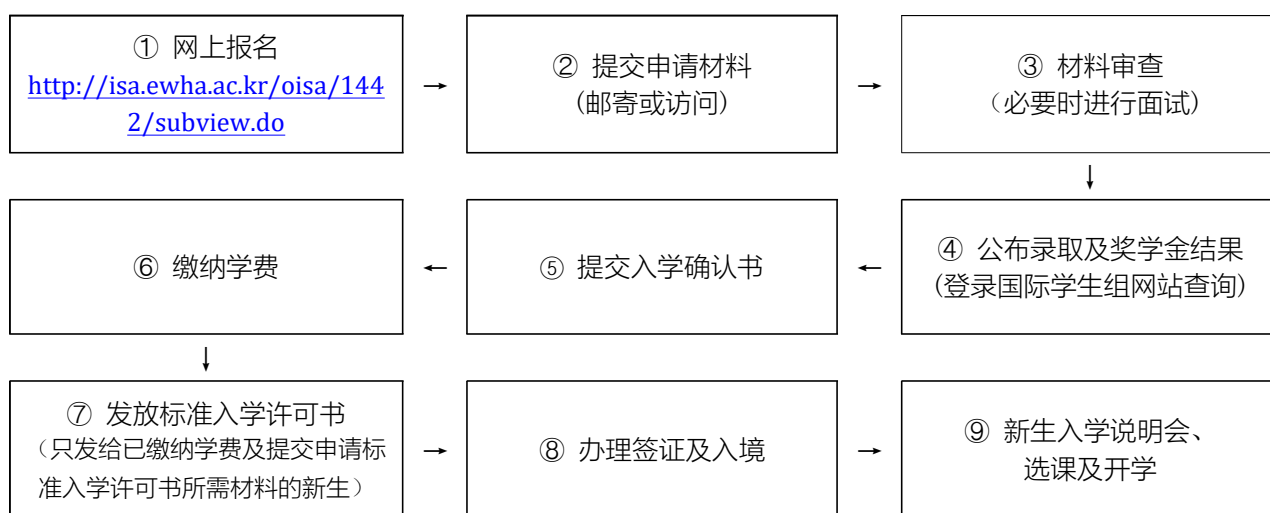 ① 网上报名
http://isa.ewha.ac.kr/oisa/144
2/subview.do
→
② 提交申请材料
(邮寄或访问)
→
③ 材料审查
（必要时进行面试）
↓
④ 公布录取及奖学金结果
(登录国际学生组网站查询)
←
⑤ 提交入学确认书
←
⑥ 缴纳学费
↓
⑦ 发放标准入学许可书
（只发给已缴纳学费及提交申请标
准入学许可书所需材料的新生）
→
⑧ 办理签证及入境
→
⑨ 新生入学说明会、
选课及开学